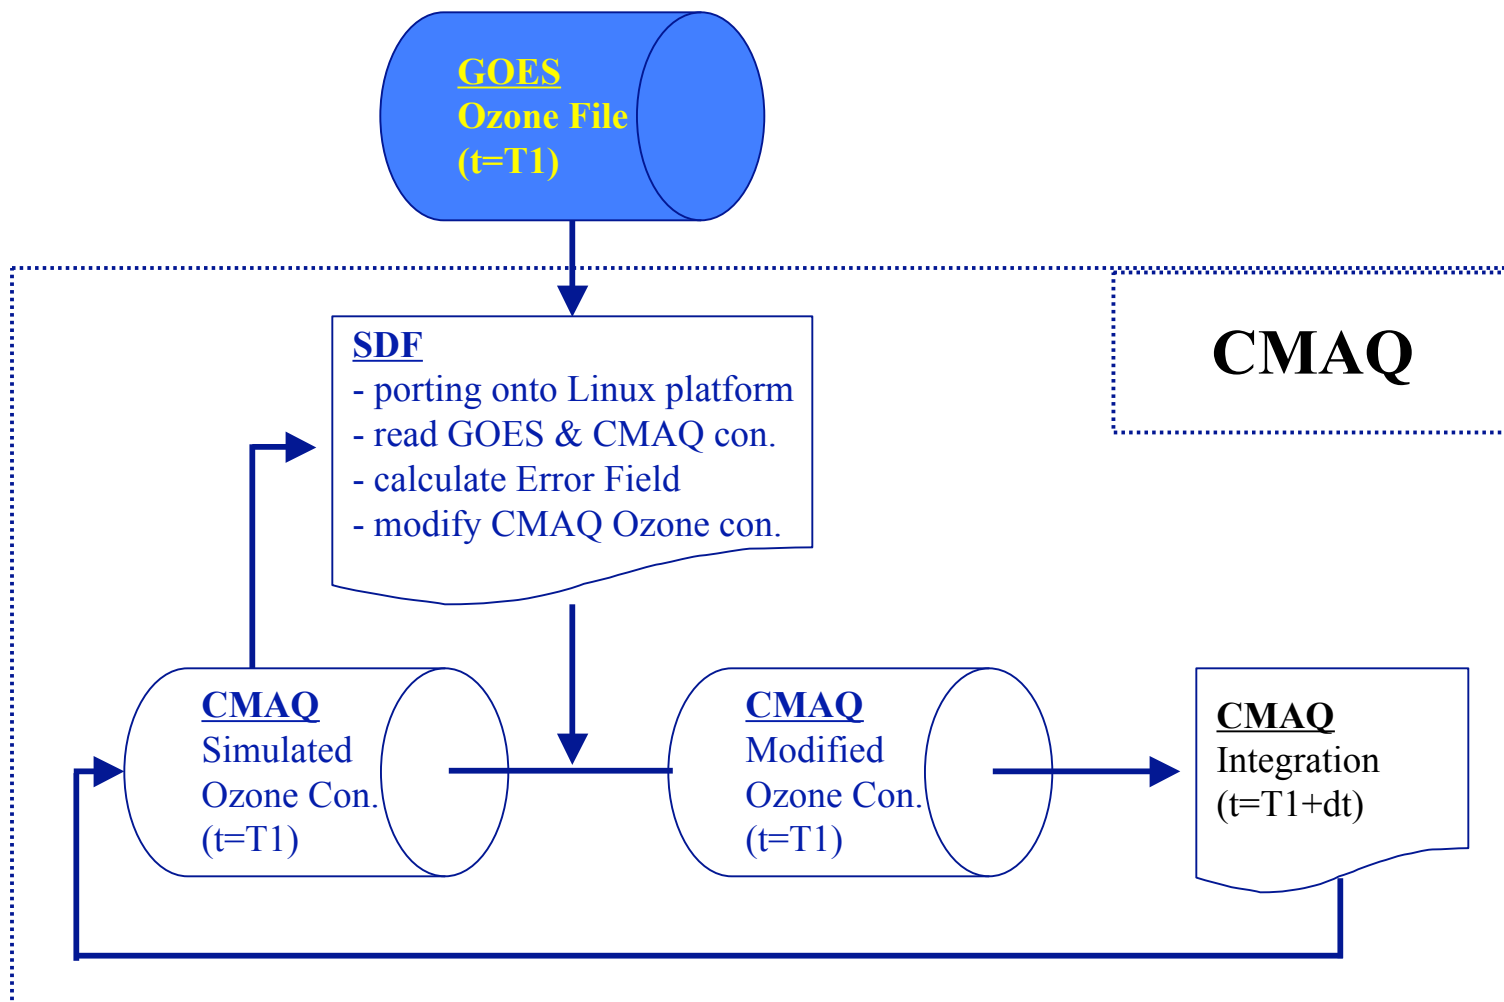 GOES
Ozone File
(t=T1)
CMAQ
SDF
- porting onto Linux platform
- read GOES & CMAQ con.
- calculate Error Field
- modify CMAQ Ozone con.
CMAQ
Simulated
Ozone Con.
(t=T1)
CMAQ
Modified
Ozone Con.
(t=T1)
CMAQ
Integration
(t=T1+dt)